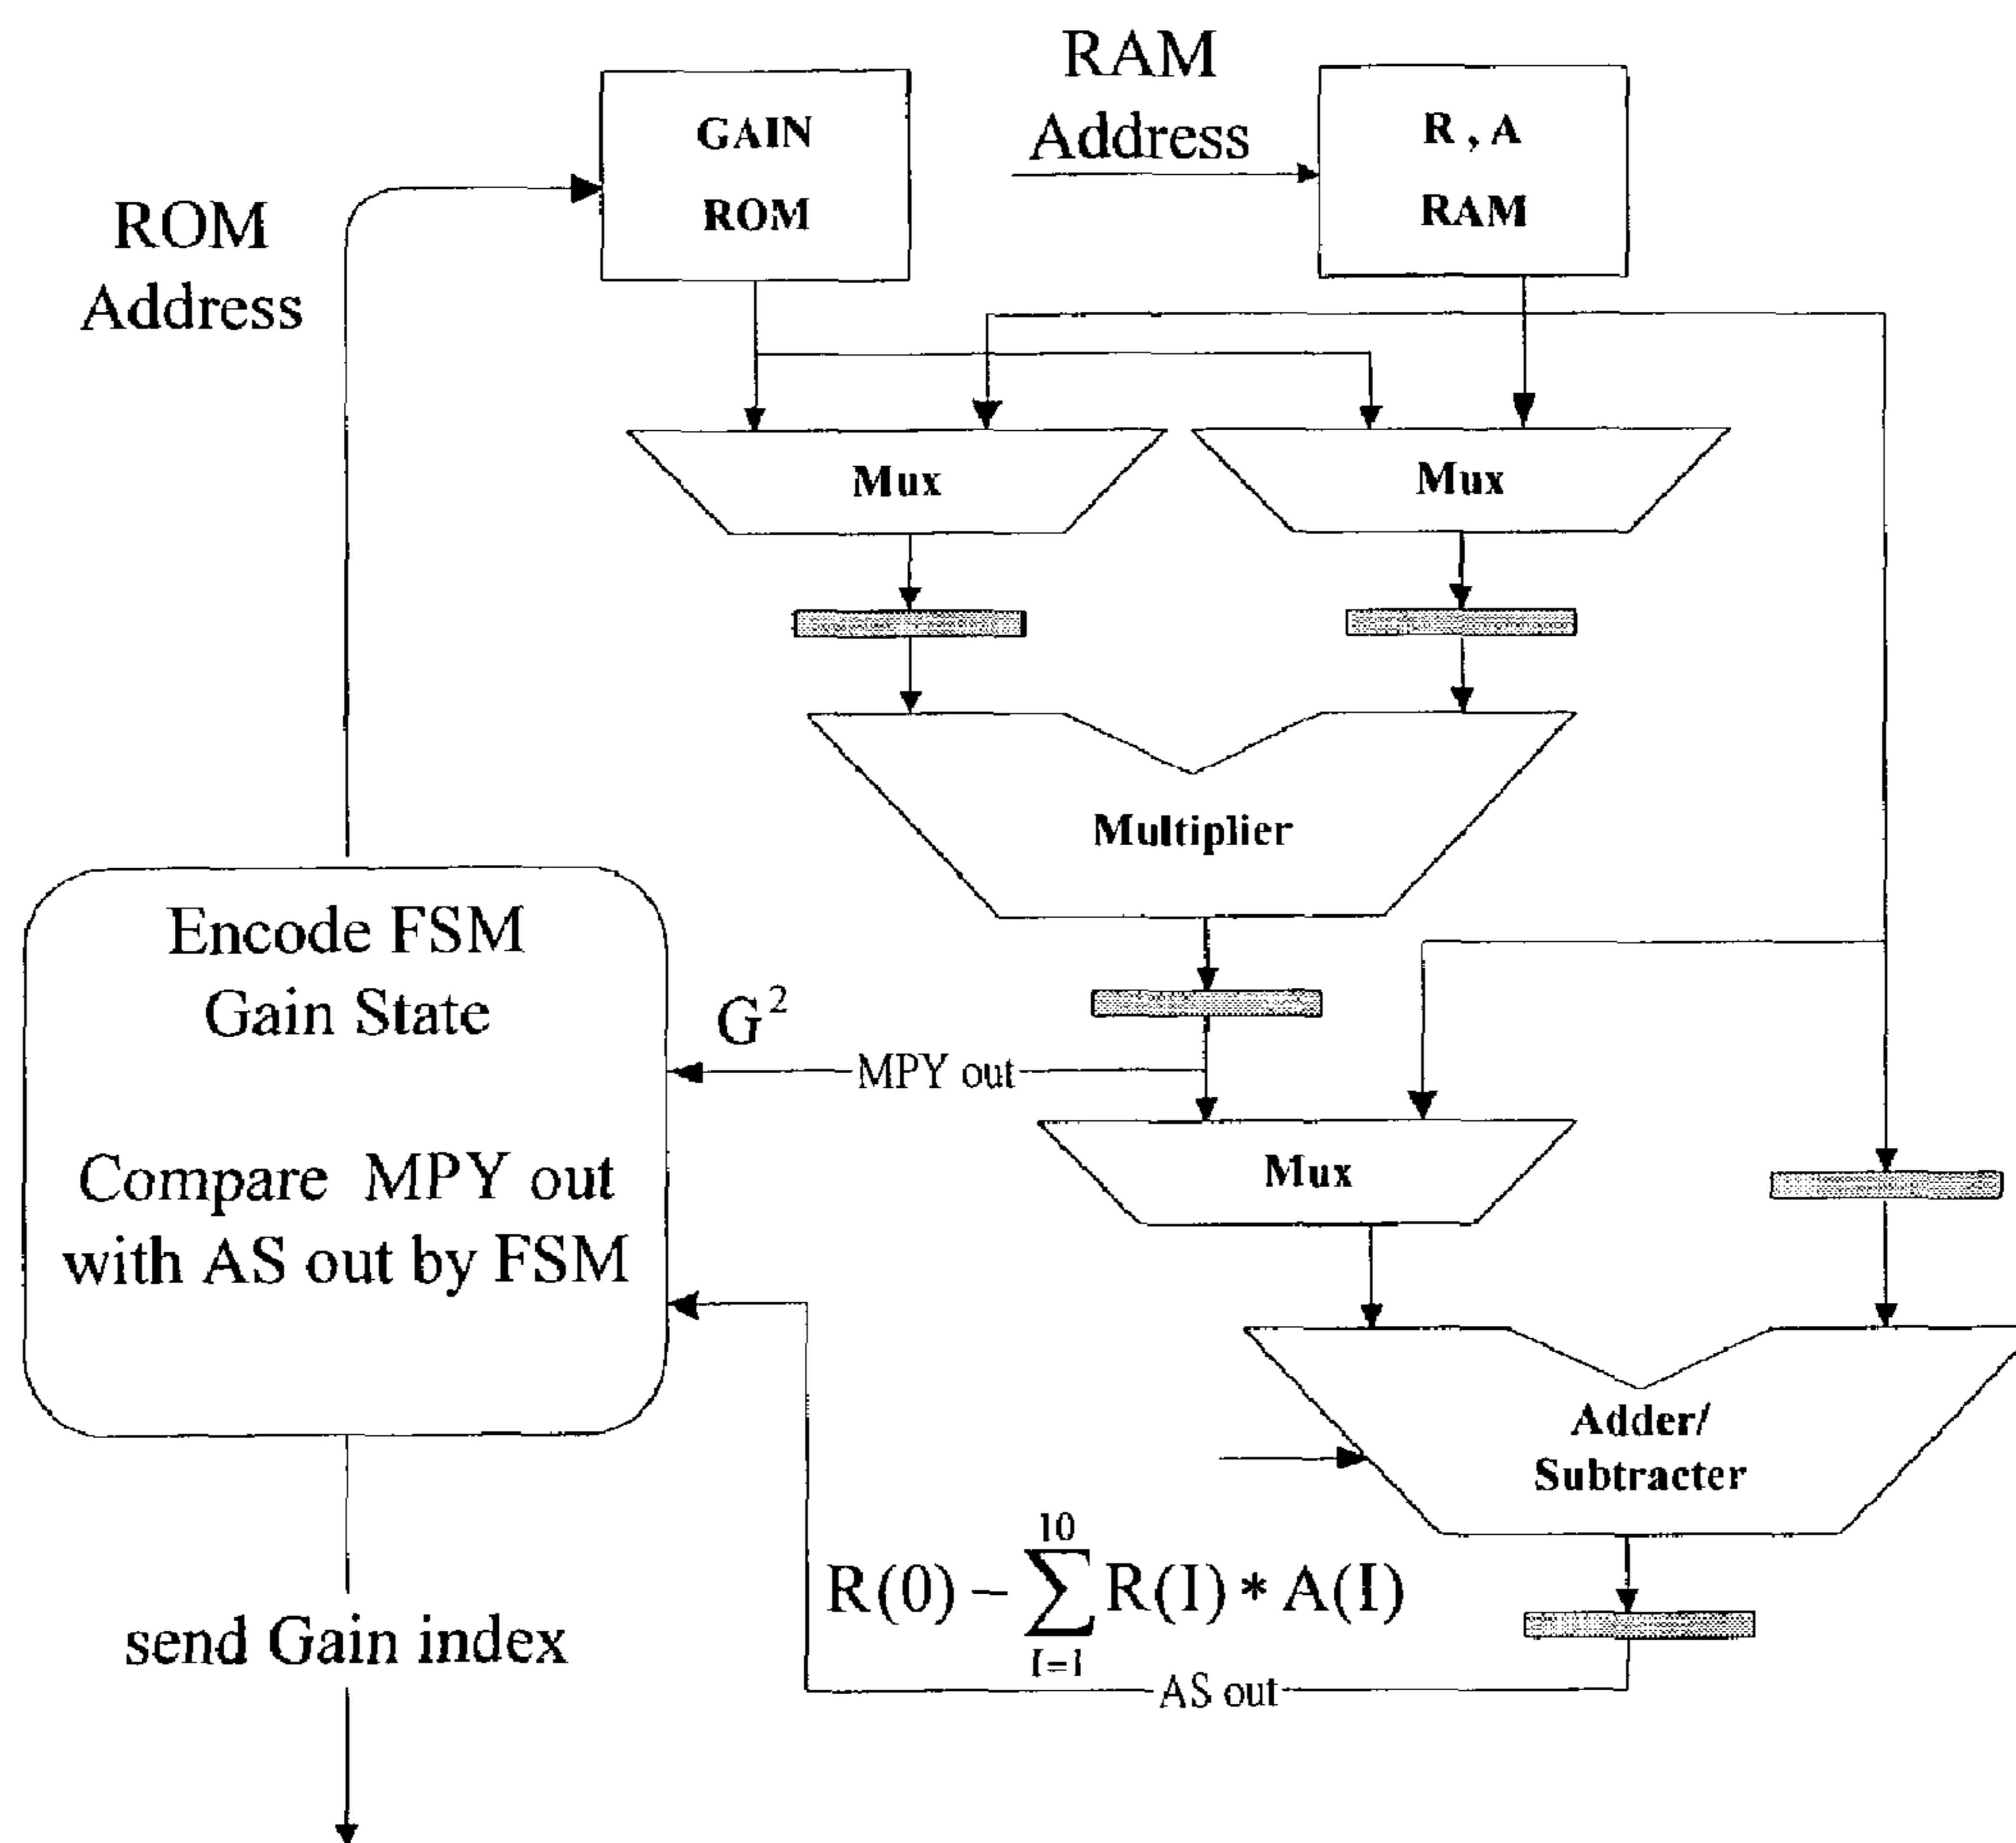 RAM
Address
GAIN
ROM
R , A
RAM
ROM
Address
Mux
Mux
Multiplier
Encode FSM
Gain State
G²
MPY out
Compare MPY out
with AS out by FSM
Mux
Adder/
Subtracter
R(0) − ∑_{I=1}^{10} R(I) * A(I)
send Gain index
AS out